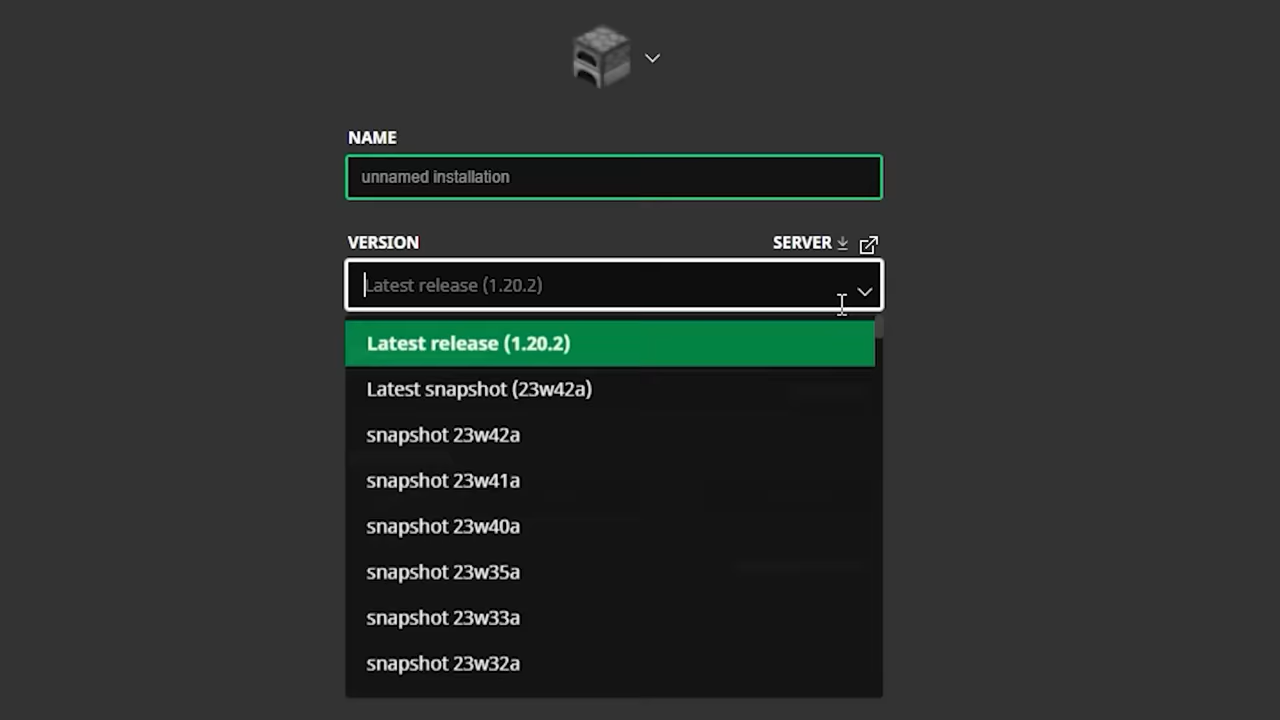 NAME
unnamed installation
VERSION
SERVER
Latest release (1.20.2)
Latest release (1.20.2)
Latest snapshot (23w42a)
snapshot 23w42a
snapshot 23w41a
snapshot 23w40a
snapshot 23w35a
snapshot 23w33a
snapshot 23w32a